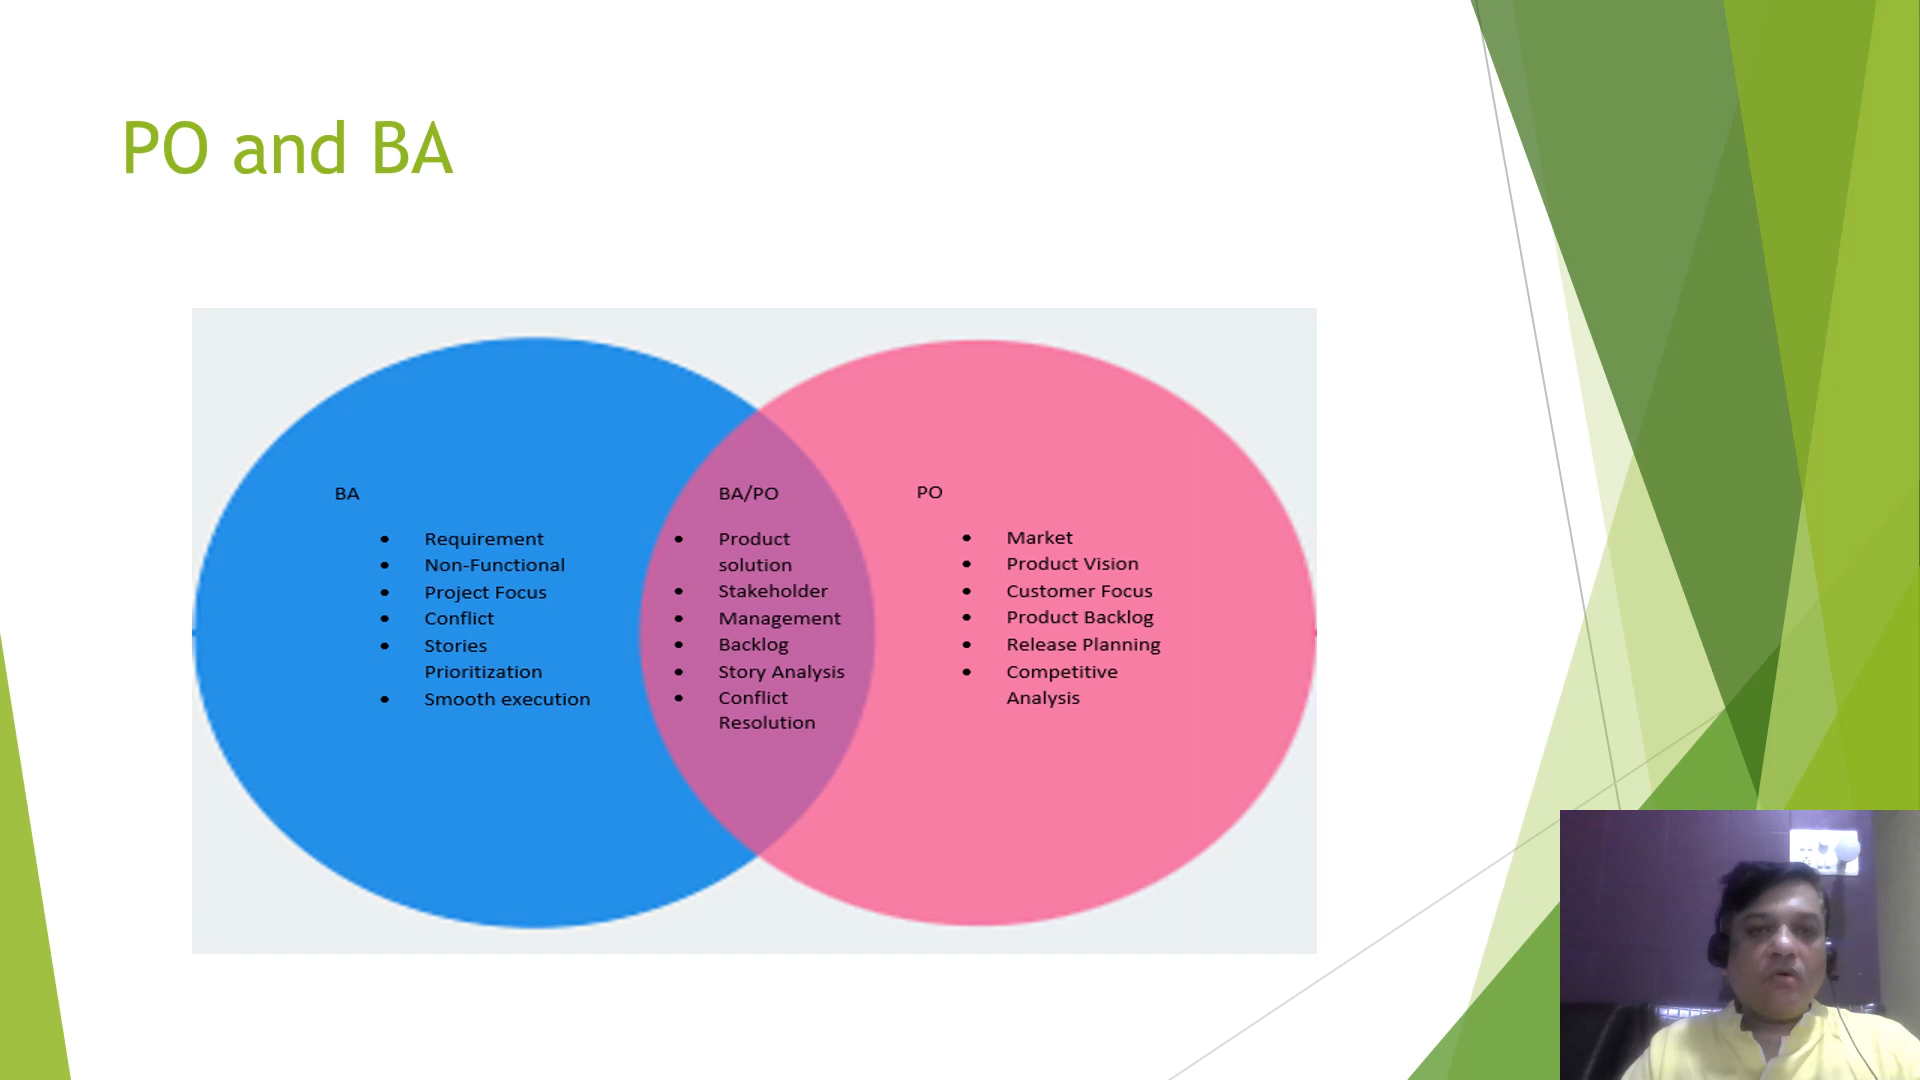 PO and BA
BA
Requirement
Non-Functional
Project Focus
Conflict
Stories
Prioritization
Smooth execution
BA/PO
Product
solution
Stakeholder
Management
Backlog
Story Analysis
Conflict
Resolution
PO
Market
Product Vision
Customer Focus
Product Backlog
Release Planning
Competitive
Analysis